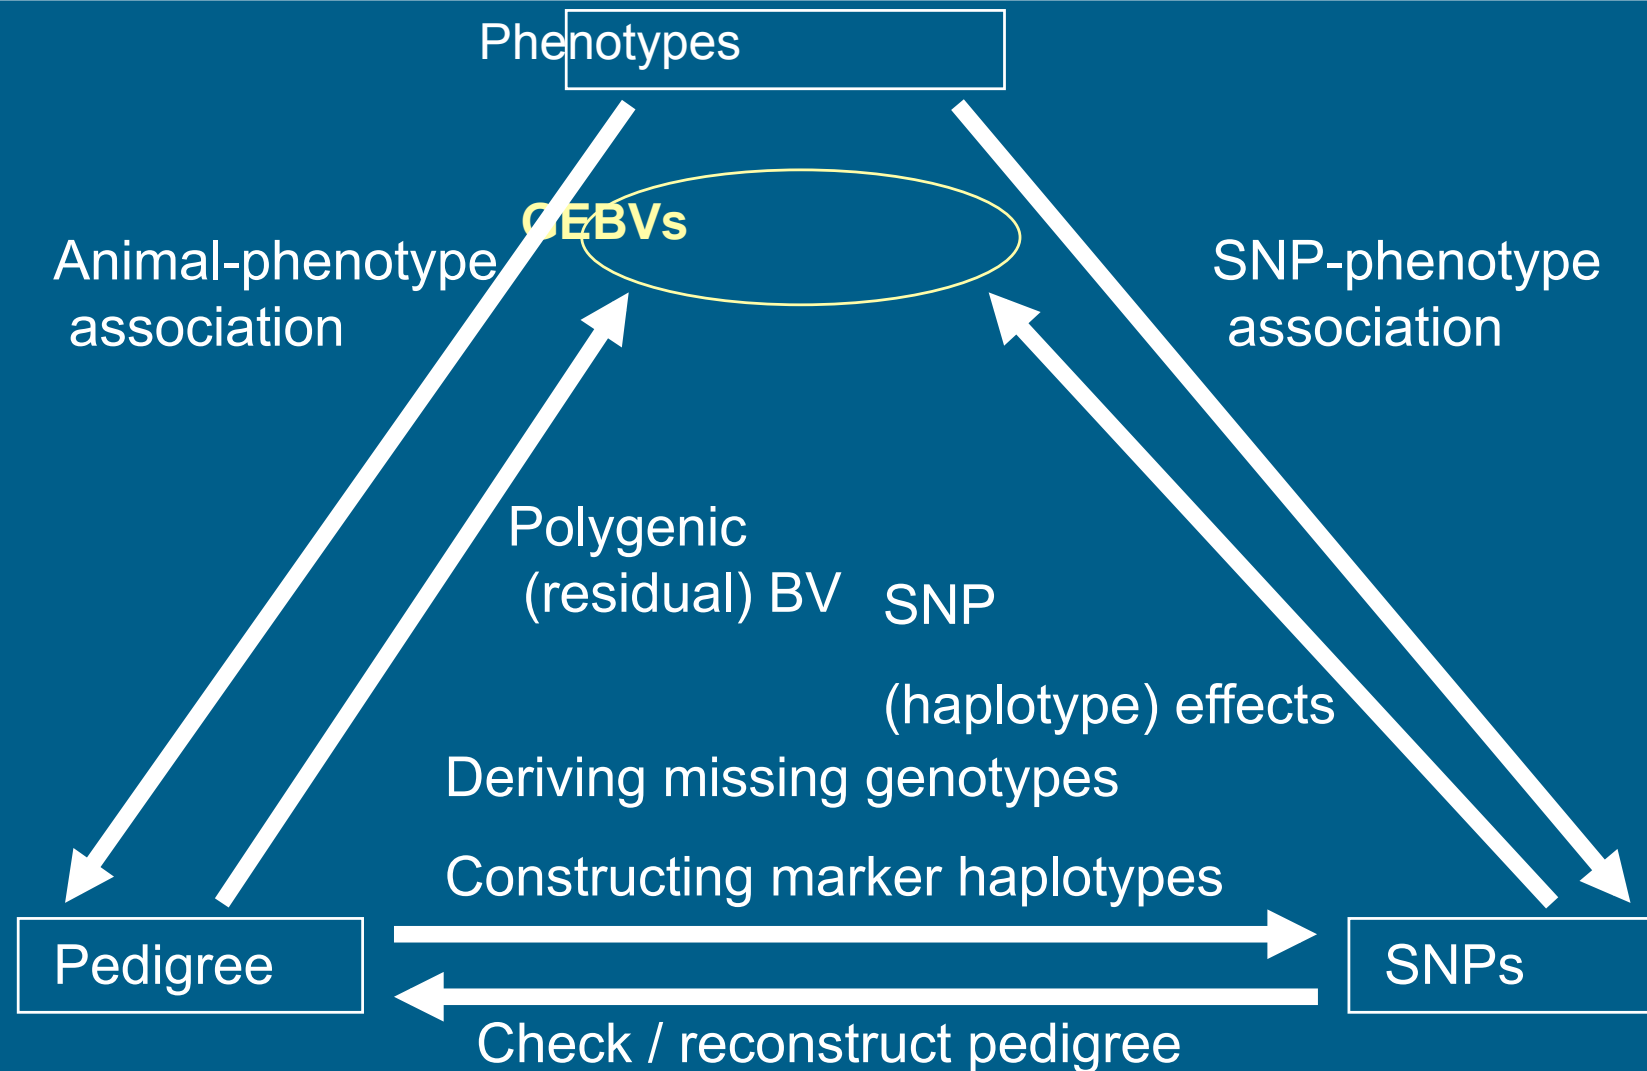 Phenotypes
GEBVs
Animal-phenotype
association
SNP-phenotype
association
Polygenic
(residual) BV
SNP
(haplotype) effects
Deriving missing genotypes
Constructing marker haplotypes
Pedigree
SNPs
Check / reconstruct pedigree